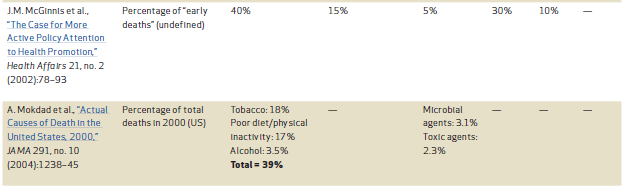 J.M. McGinnis et al., Percentage of “early 40% 15% 5% 30% 10% —
“The Case for More deaths” (undefined)
Active Policy Attention
to Health Promotion,”
Health Affairs 21, no. 2
(2002):78–93
A. Mokdad et al., “Actual Percentage of total Tobacco: 18% — Microbial — — —
Causes of Death in the deaths in 2000 (US) Poor diet/physical agents: 3.1%
United States, 2000,” inactivity: 17% Toxic agents:
JAMA 291, no. 10 Alcohol: 3.5% 2.3%
(2004):1238–45 Total = 39%